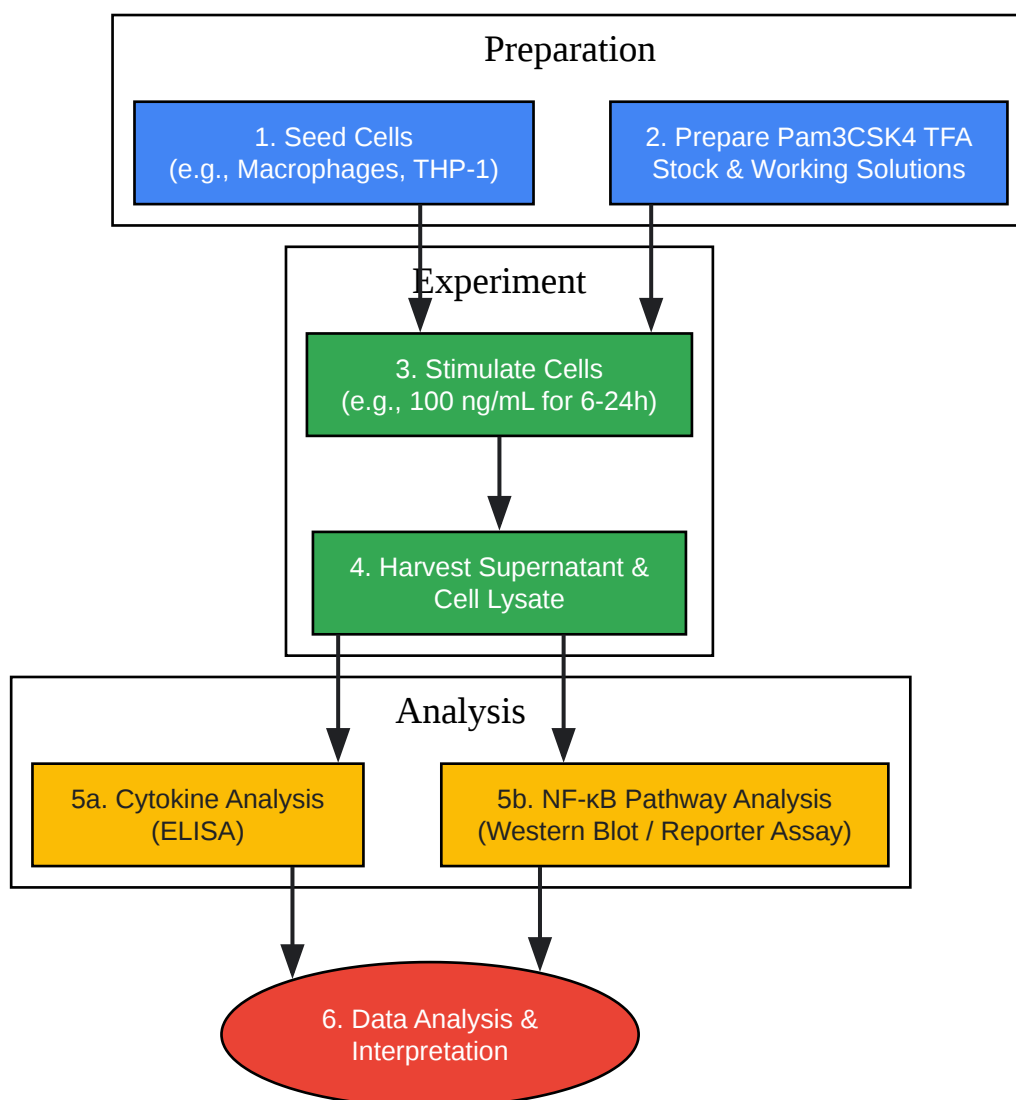 Preparation
1. Seed Cells
(e.g., Macrophages, THP-1)
2. Prepare Pam3CSK4 TFA
Stock & Working Solutions
Experiment
3. Stimulate Cells
(e.g., 100 ng/mL for 6-24h)
4. Harvest Supernatant &
Cell Lysate
Analysis
5a. Cytokine Analysis
(ELISA)
5b. NF-κB Pathway Analysis
(Western Blot / Reporter Assay)
6. Data Analysis &
Interpretation